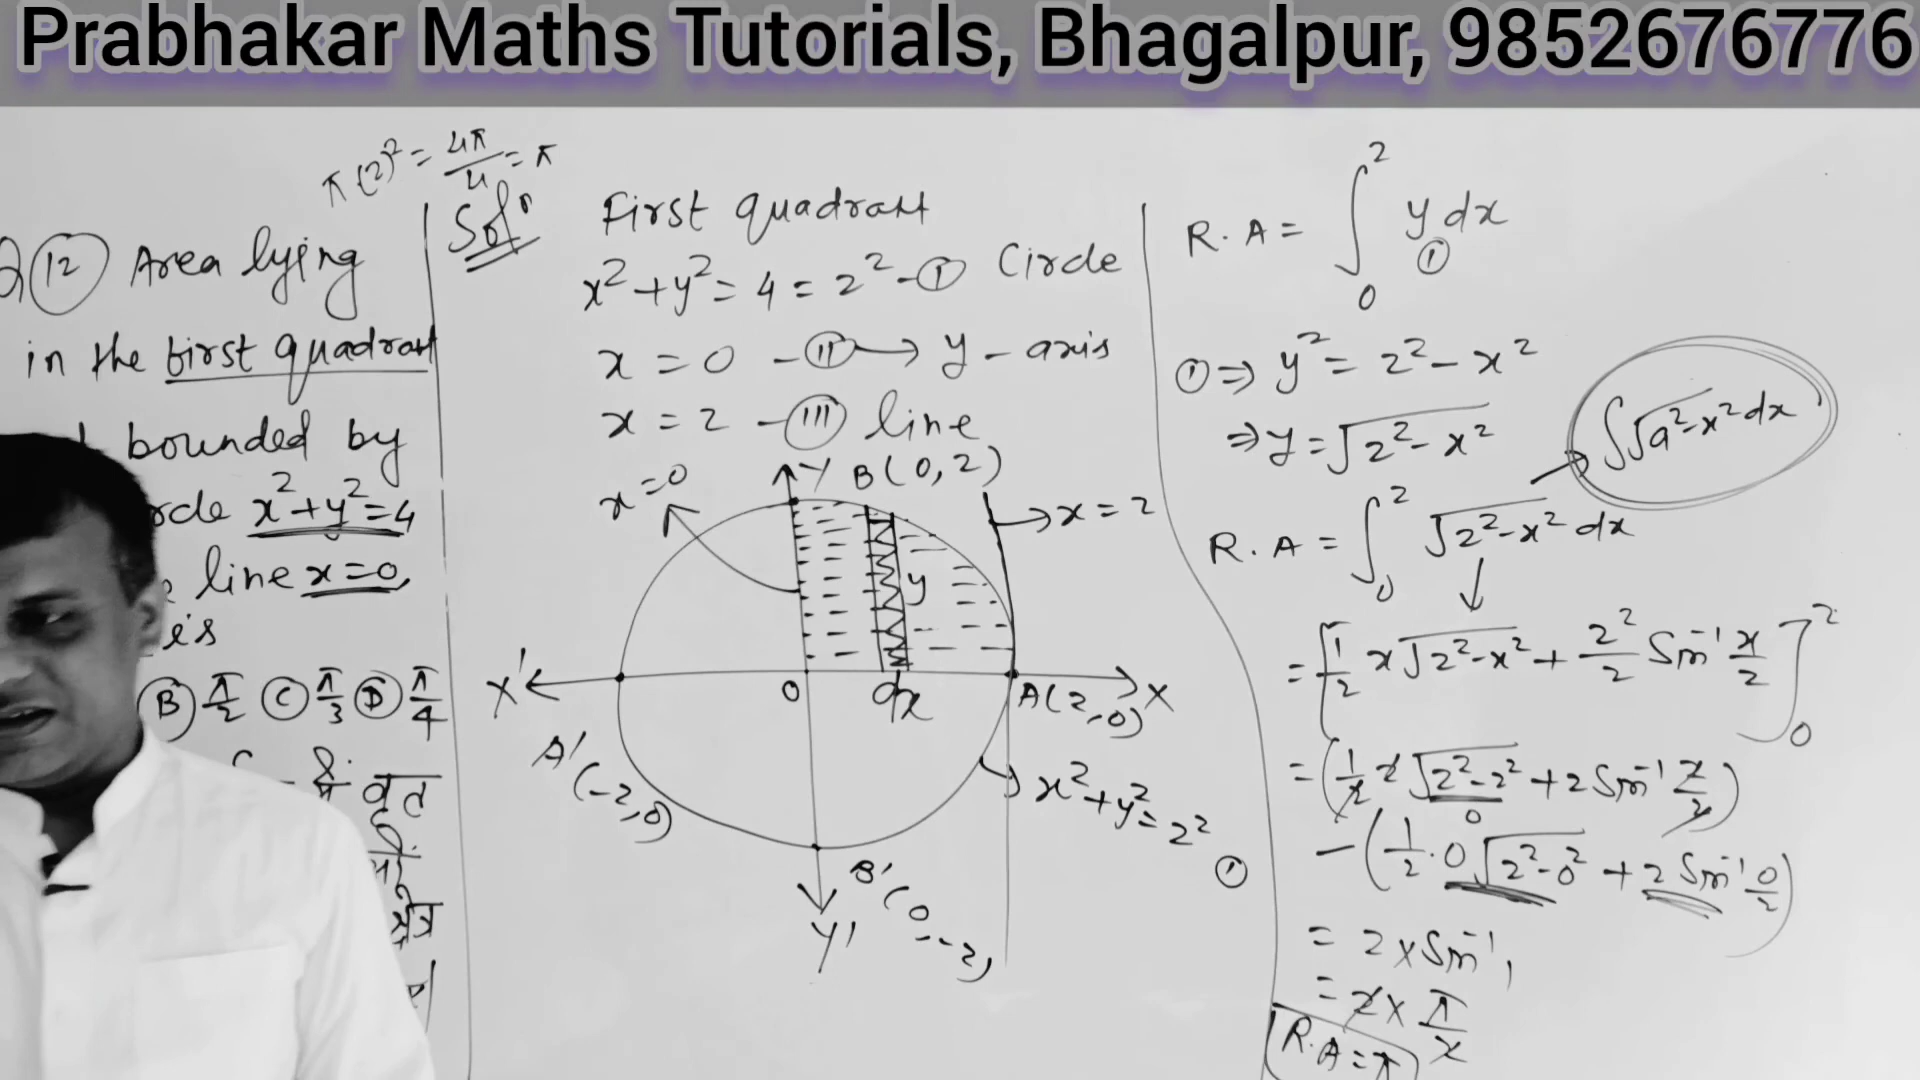 Prabhakar Maths Tutorials, Bhagalpur, 9852676776
π(2)² = 4π/4 = π
12 Area lying
in the first quadrant
bounded by
x²+y²=4
line x=0,
is
B) π/2 C) π/3 D) π/4
वृत
Solⁿ
First quadrant
x²+y²=4=2² - I Circle
x=0 - II → y-axis
x=2 - III line
x=0
Y B(0,2)
x=2
y
X' O dx A(2,0) X
A'(-2,0)
x²+y²=2² ①
B'(0,-2)
Y'
R.A = ∫₀² y dx
①
① ⇒ y² = 2²-x²
⇒ y = √2²-x²
∫√a²-x² dx
R.A = ∫₀² √2²-x² dx
= [1/2 x√2²-x² + 2²/2 Sin⁻¹ x/2]₀²
= (1/2 2√2²-2² + 2 Sin⁻¹ 2/2)
0
- (1/2 · 0√2²-0² + 2 Sin⁻¹ 0/2)
= 2 x Sin⁻¹ 1
= 2 x π/2
R.A = π